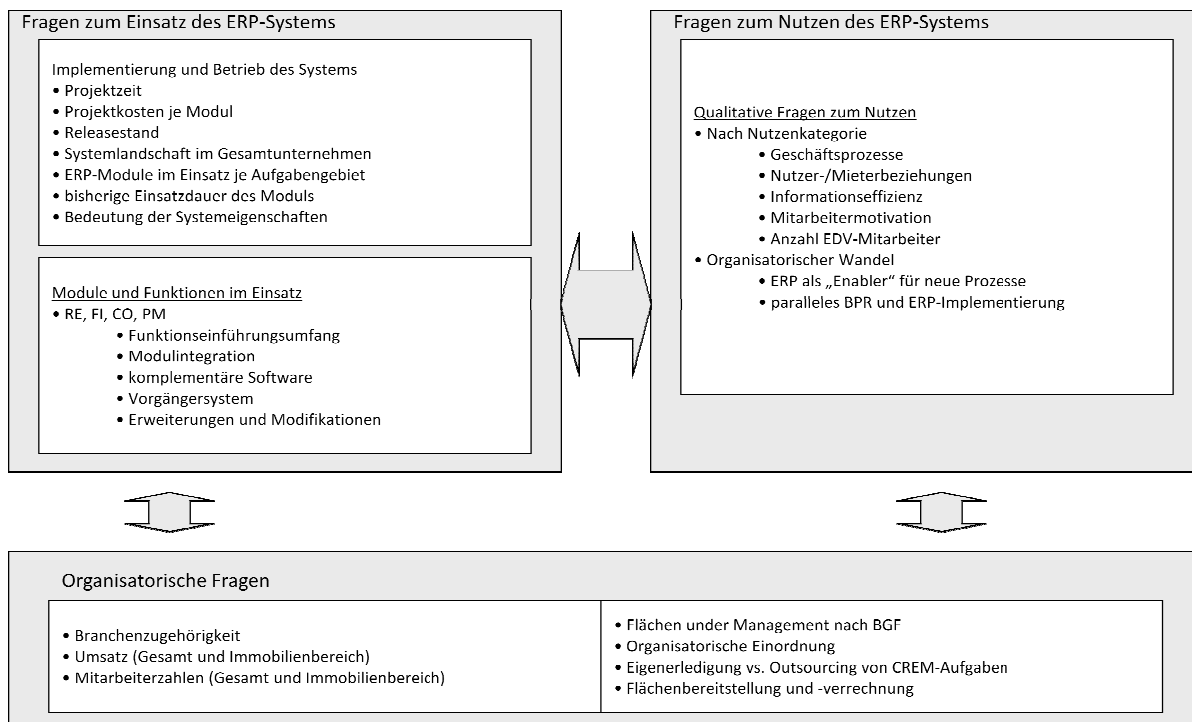 Fragen zum Einsatz des ERP-Systems
Implementierung und Betrieb des Systems
• Projektzeit
• Projektkosten je Modul
• Releasestand
• Systemlandschaft im Gesamtunternehmen
• ERP-Module im Einsatz je Aufgabengebiet
• bisherige Einsatzdauer des Moduls
• Bedeutung der Systemeigenschaften
Module und Funktionen im Einsatz
• RE, FI, CO, PM
• Funktionseinführungsumfang
• Modulintegration
• komplementäre Software
• Vorgängersystem
• Erweiterungen und Modifikationen
Fragen zum Nutzen des ERP-Systems
Qualitative Fragen zum Nutzen
• Nach Nutzenkategorie
• Geschäftsprozesse
• Nutzer-/Mieterbeziehungen
• Informationseffizienz
• Mitarbeitermotivation
• Anzahl EDV-Mitarbeiter
• Organisatorischer Wandel
• ERP als „Enabler“ für neue Prozesse
• paralleles BPR und ERP-Implementierung
Organisatorische Fragen
• Branchenzugehörigkeit
• Umsatz (Gesamt und Immobilienbereich)
• Mitarbeiterzahlen (Gesamt und Immobilienbereich)
• Flächen under Management nach BGF
• Organisatorische Einordnung
• Eigenerledigung vs. Outsourcing von CREM-Aufgaben
• Flächenbereitstellung und -verrechnung